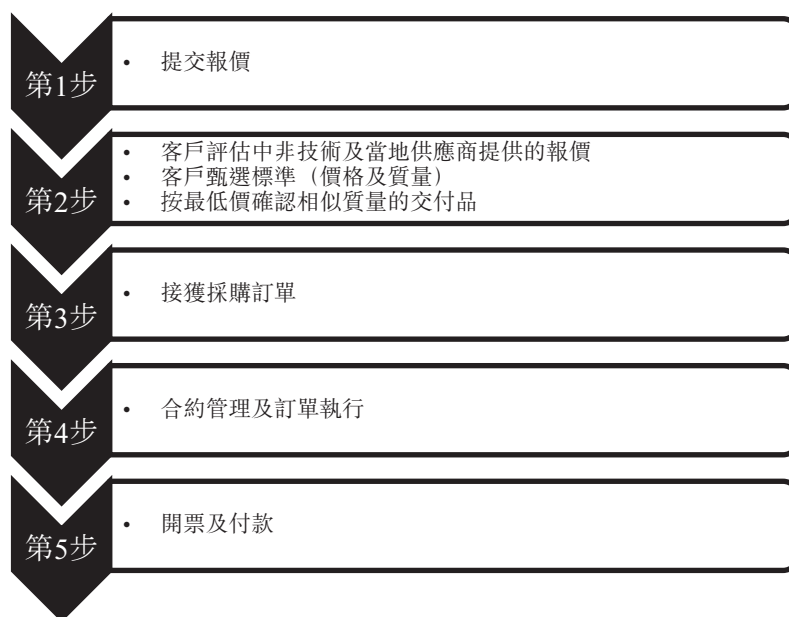 第1步
• 提交報價
第2步
• 客戶評估中非技術及當地供應商提供的報價
• 客戶甄選標準（價格及質量）
• 按最低價確認相似質量的交付品
第3步
• 接獲採購訂單
第4步
• 合約管理及訂單執行
第5步
• 開票及付款